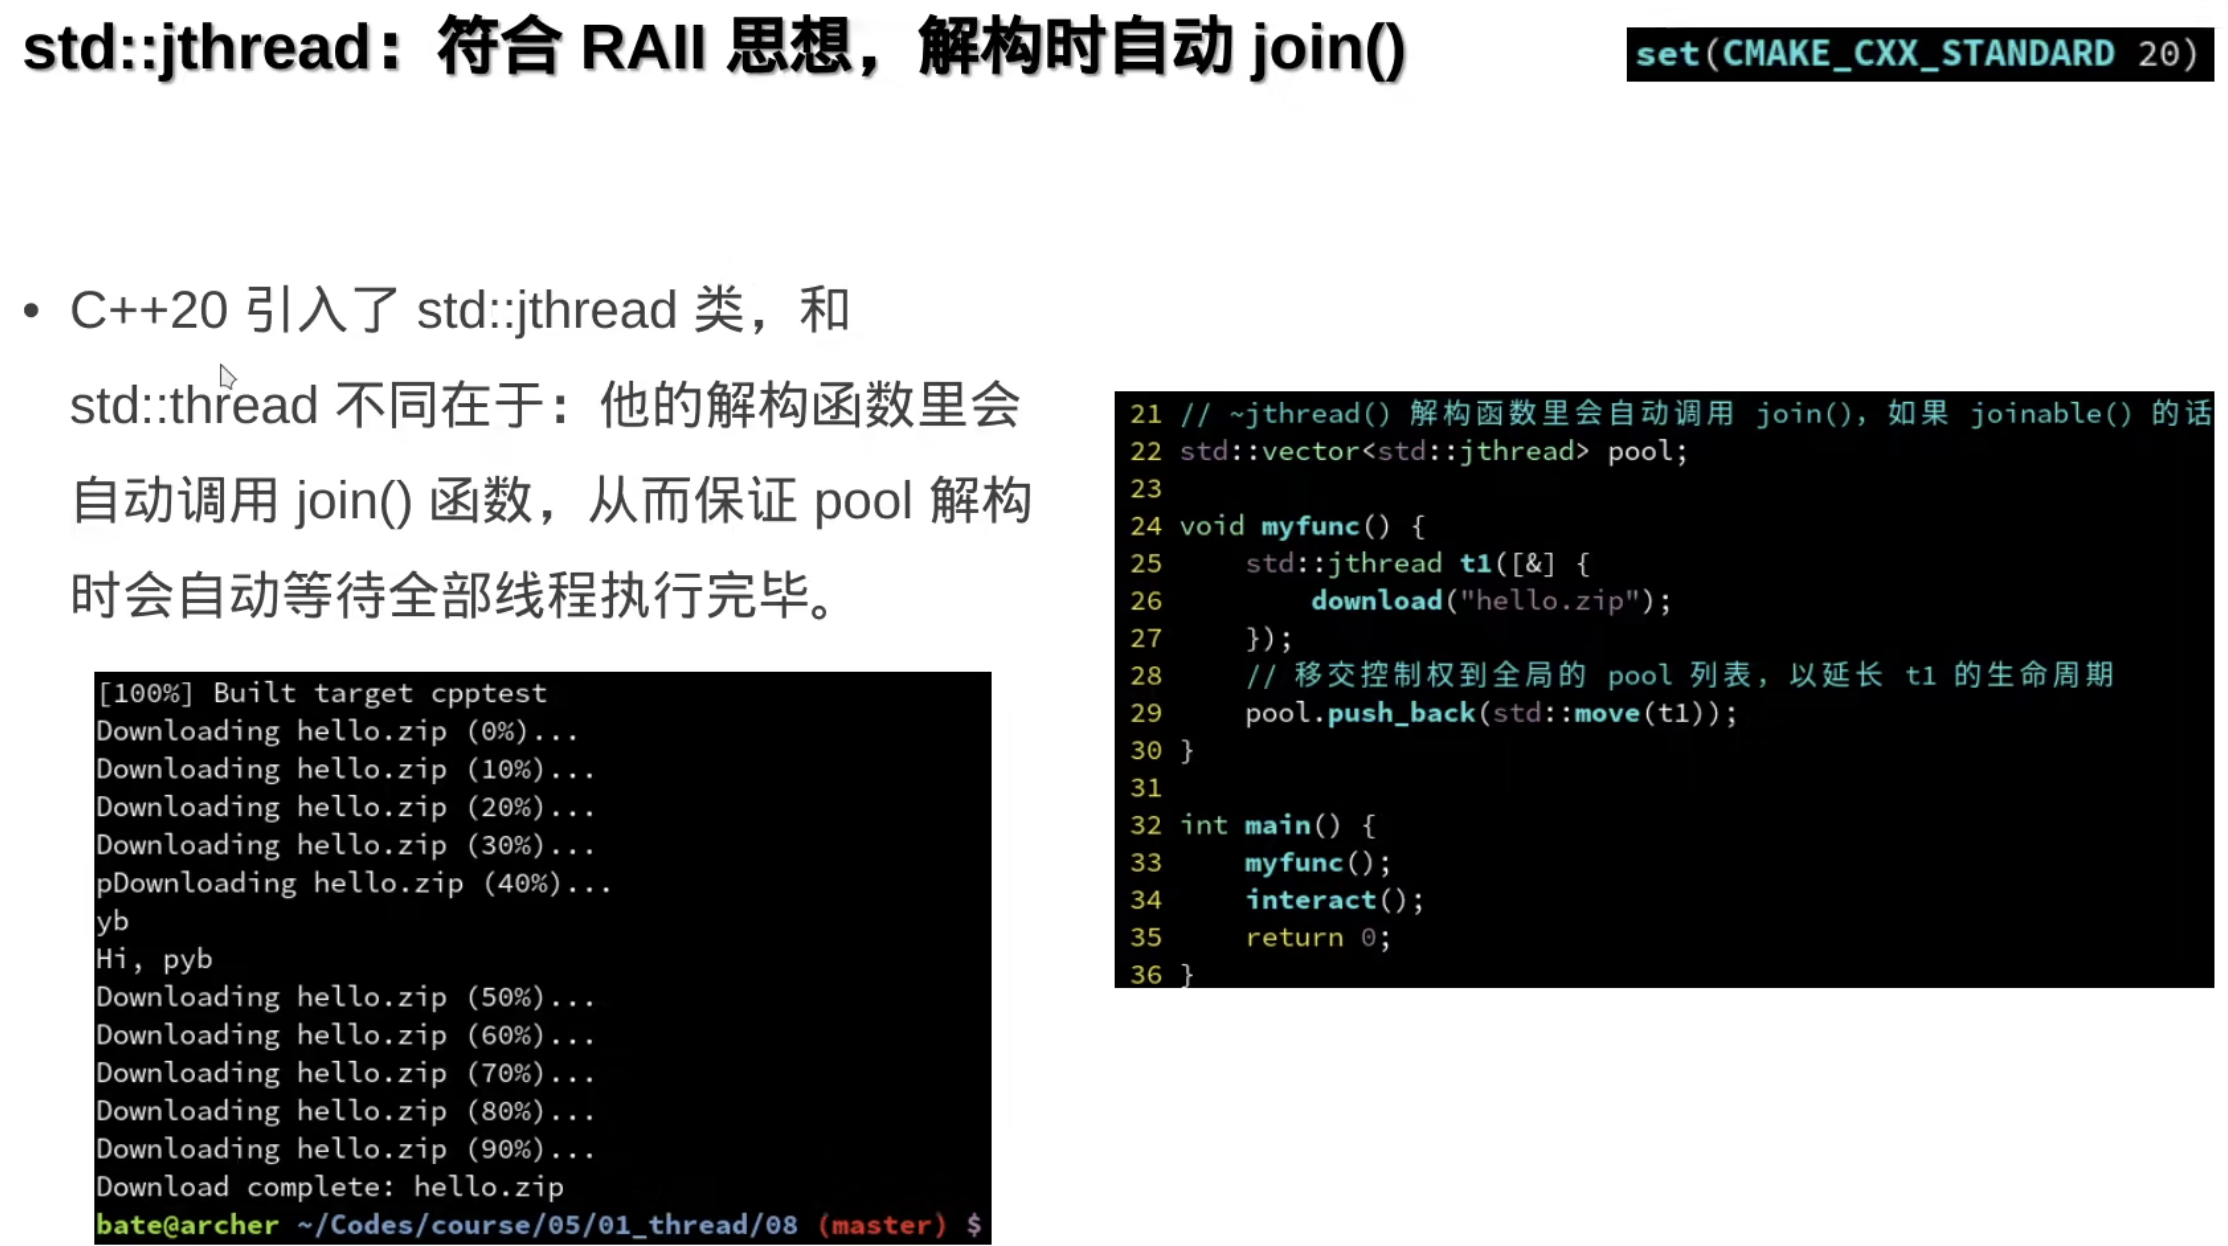 std::jthread：符合 RAII 思想，解构时自动 join()
set(CMAKE_CXX_STANDARD 20)
• C++20 引入了 std::jthread 类，和
std::thread 不同在于：他的解构函数里会
自动调用 join() 函数，从而保证 pool 解构
时会自动等待全部线程执行完毕。
[100%] Built target cpptest
Downloading hello.zip (0%)...
Downloading hello.zip (10%)...
Downloading hello.zip (20%)...
Downloading hello.zip (30%)...
pDownloading hello.zip (40%)...
yb
Hi, pyb
Downloading hello.zip (50%)...
Downloading hello.zip (60%)...
Downloading hello.zip (70%)...
Downloading hello.zip (80%)...
Downloading hello.zip (90%)...
Download complete: hello.zip
bate@archer ~/Codes/course/05/01_thread/08 (master) $
21 // ~jthread() 解构函数里会自动调用 join()，如果 joinable() 的话
22 std::vector<std::jthread> pool;
23
24 void myfunc() {
25     std::jthread t1([&] {
26         download("hello.zip");
27     });
28     // 移交控制权到全局的 pool 列表，以延长 t1 的生命周期
29     pool.push_back(std::move(t1));
30 }
31
32 int main() {
33     myfunc();
34     interact();
35     return 0;
36 }